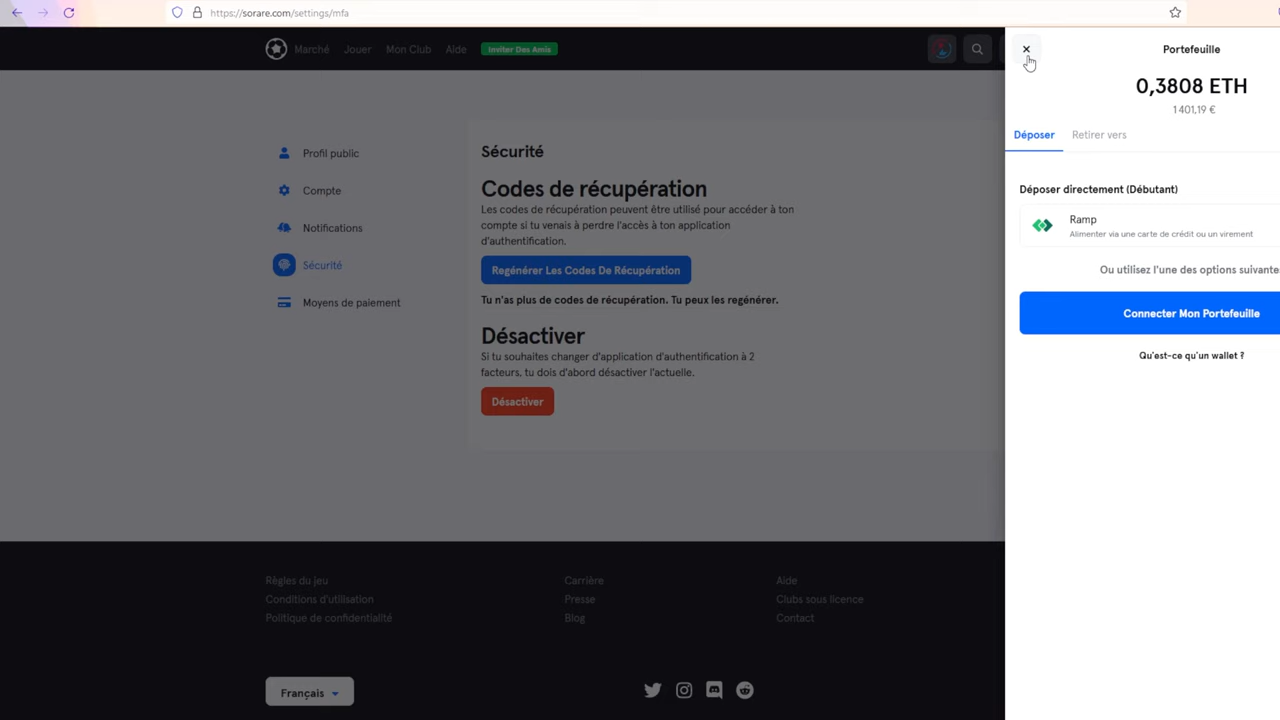 https://sorare.com/settings/mfa
Marché
Jouer
Mon Club
Aide
Inviter Des Amis
Profil public
Compte
Notifications
Sécurité
Moyens de paiement
Sécurité
Codes de récupération
Les codes de récupération peuvent être utilisé pour accéder à ton
compte si tu venais à perdre l'accès à ton application
d'authentification.
Regénérer Les Codes De Récupération
Tu n'as plus de codes de récupération. Tu peux les regénérer.
Désactiver
Si tu souhaites changer d'application d'authentification à 2
facteurs, tu dois d'abord désactiver l'actuelle.
Désactiver
Portefeuille
0,3808 ETH
1 401,19 €
Déposer
Retirer vers
Déposer directement (Débutant)
Ramp
Alimenter via une carte de crédit ou un virement
Ou utilisez l'une des options suivante
Connecter Mon Portefeuille
Qu'est-ce qu'un wallet ?
Règles du jeu
Conditions d'utilisation
Politique de confidentialité
Carrière
Presse
Blog
Aide
Clubs sous licence
Contact
Français